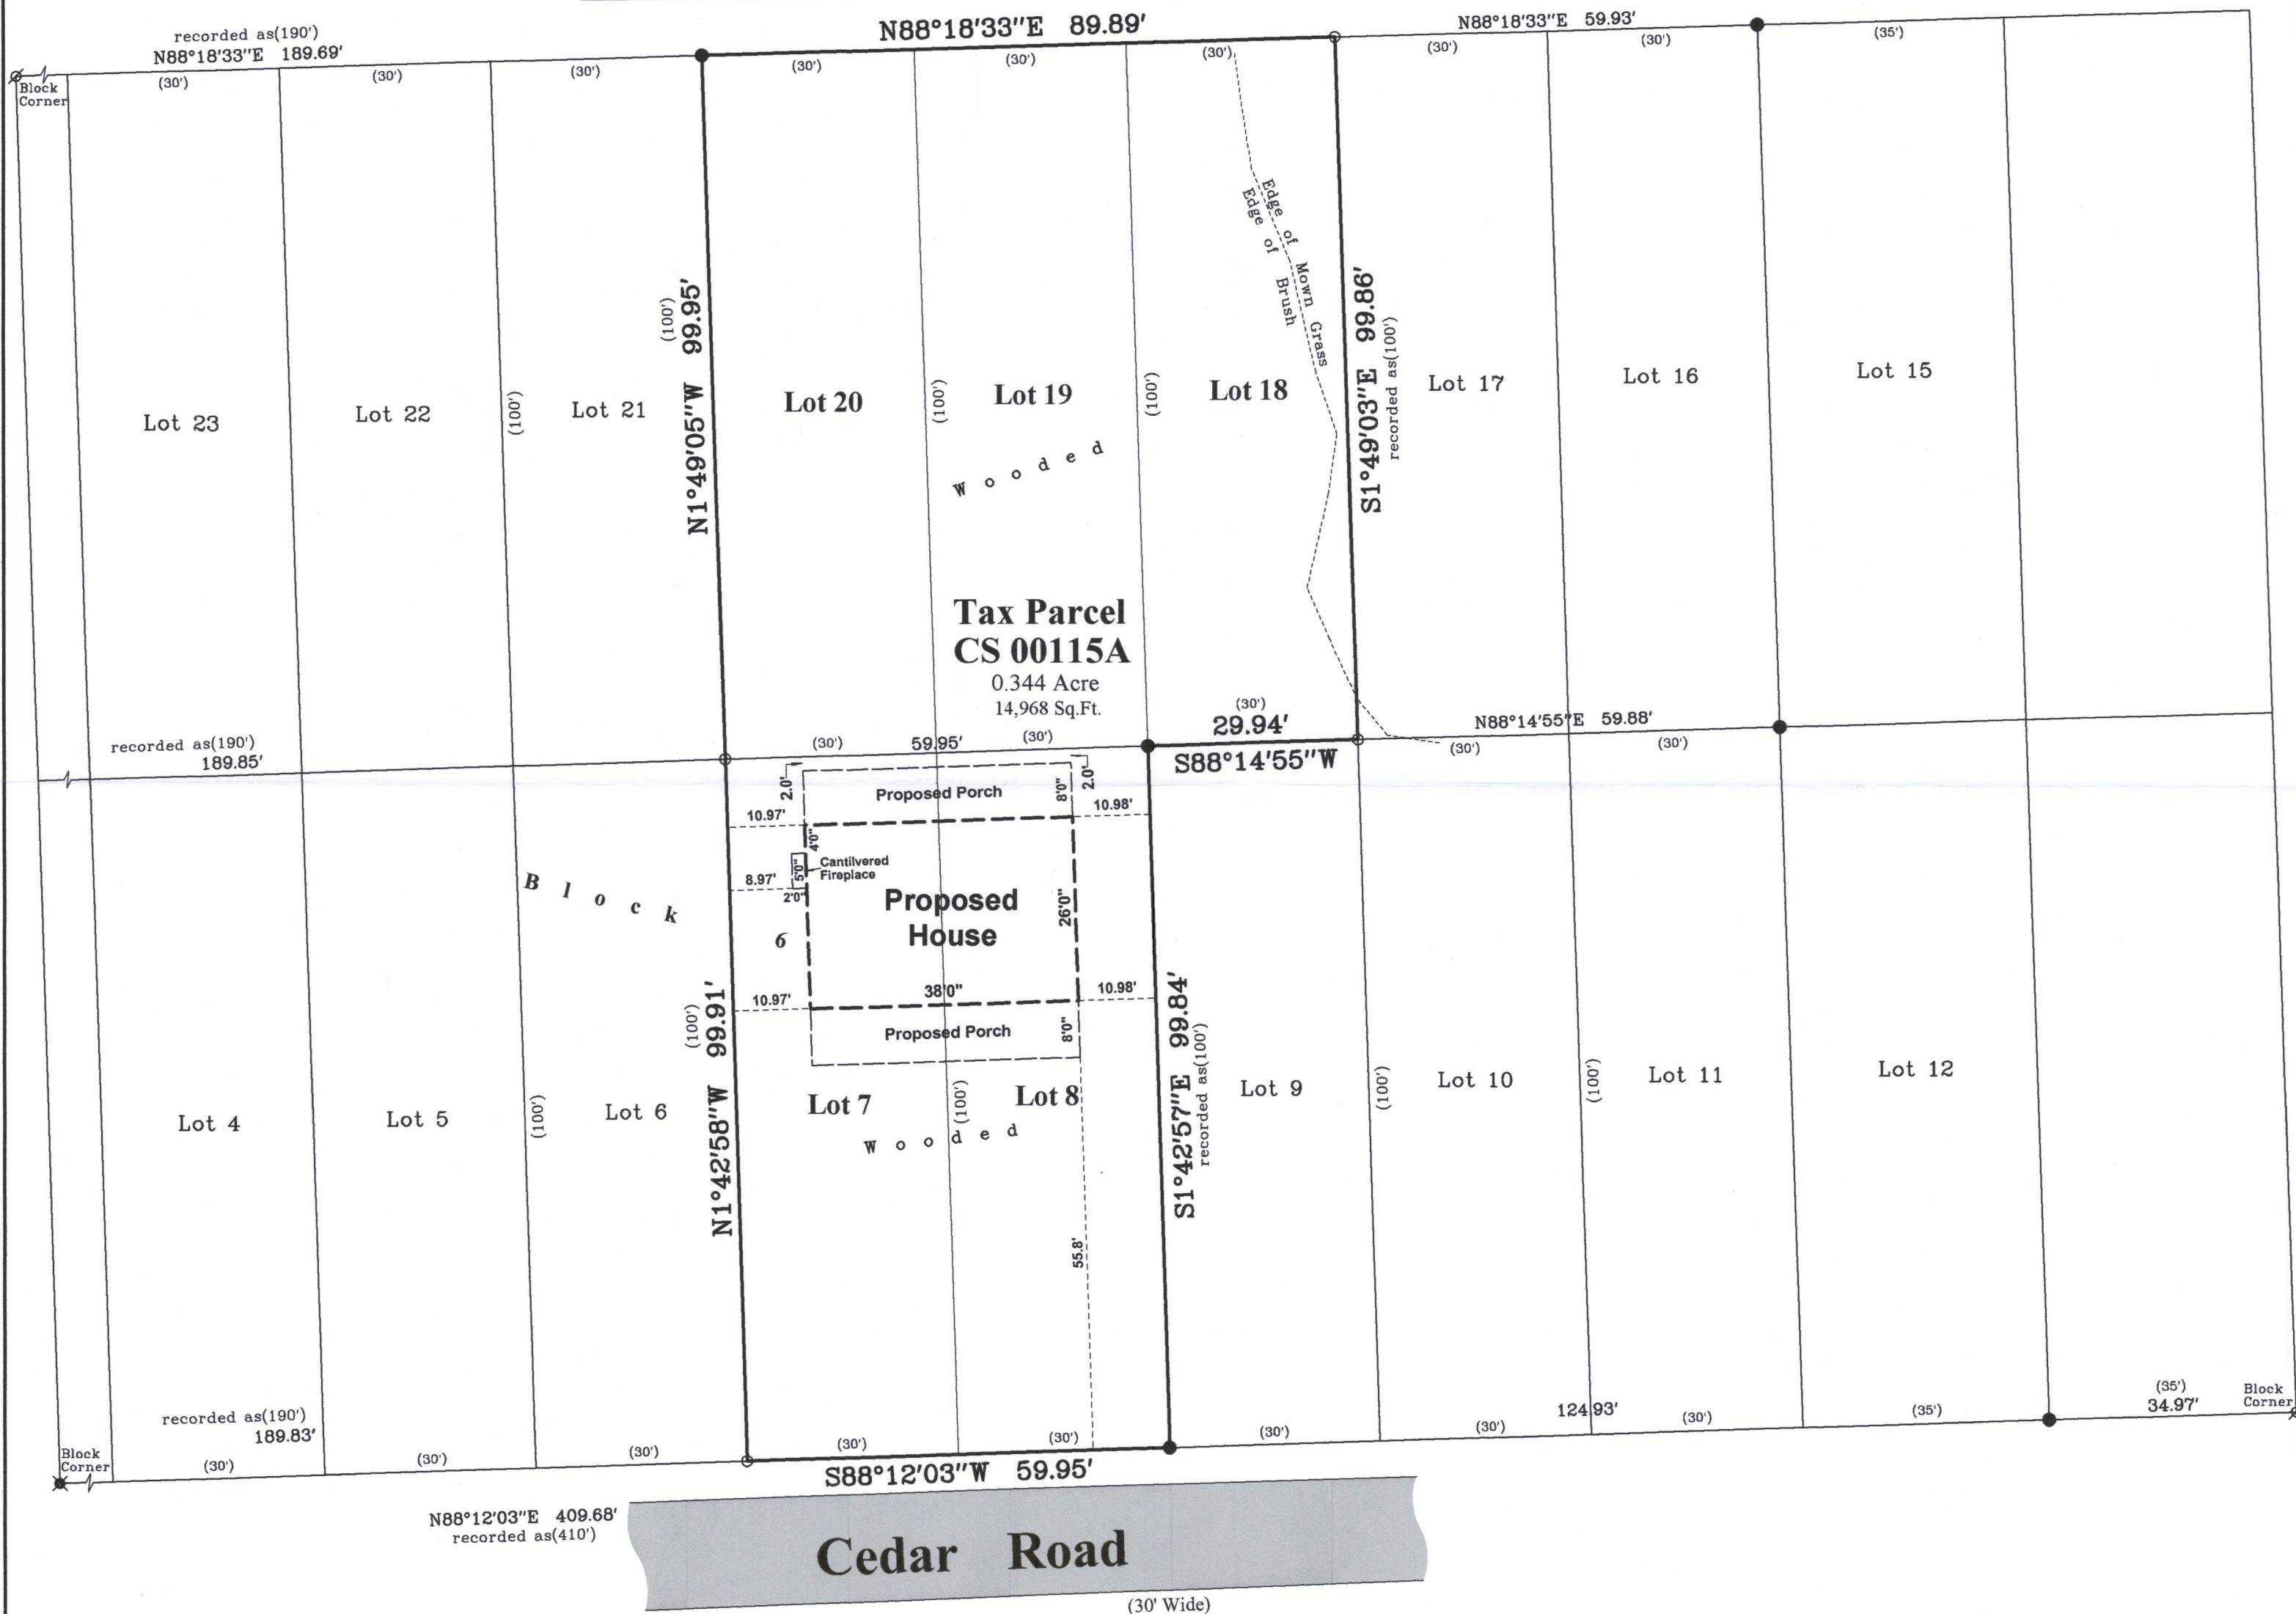 recorded as(190')
N88°18'33"E 189.69'
N88°18'33"E 89.89'
N88°18'33"E 59.93'
Block
Corner
(30')
(30')
(30')
(30')
(30')
(30')
(30')
(30')
(35')
Edge of Mown Grass
Edge of Brush
N1°49'05"W 99.95'
(100')
S1°49'03"E 99.86'
recorded as(100')
Lot 23
Lot 22
(100')
Lot 21
Lot 20
(100')
Lot 19
(100')
Lot 18
Lot 17
Lot 16
Lot 15
Wooded
Tax Parcel
CS 00115A
0.344 Acre
14,968 Sq.Ft.
recorded as(190')
189.85'
(30')
59.95'
(30')
(30')
29.94'
S88°14'55"W
N88°14'55"E 59.88'
(30')
(30')
2.0'
Proposed Porch
8'0"
2.0'
10.97'
10.98'
4'0"
5'0"
Cantilvered
Fireplace
8.97'
2'0"
Proposed
House
26'0"
Block
6
10.97'
38'0"
10.98'
Proposed Porch
8'0"
N1°42'58"W 99.91'
(100')
S1°42'57"E 99.84'
recorded as(100')
Lot 4
Lot 5
(100')
Lot 6
Lot 7
(100')
Lot 8
Lot 9
(100')
Lot 10
(100')
Lot 11
Lot 12
Wooded
55.8'
recorded as(190')
189.83'
Block
Corner
(30')
(30')
(30')
(30')
(30')
(30')
(30')
124.93'
(30')
(35')
(35')
34.97'
Block
Corner
S88°12'03"W 59.95'
N88°12'03"E 409.68'
recorded as(410')
Cedar Road
(30' Wide)